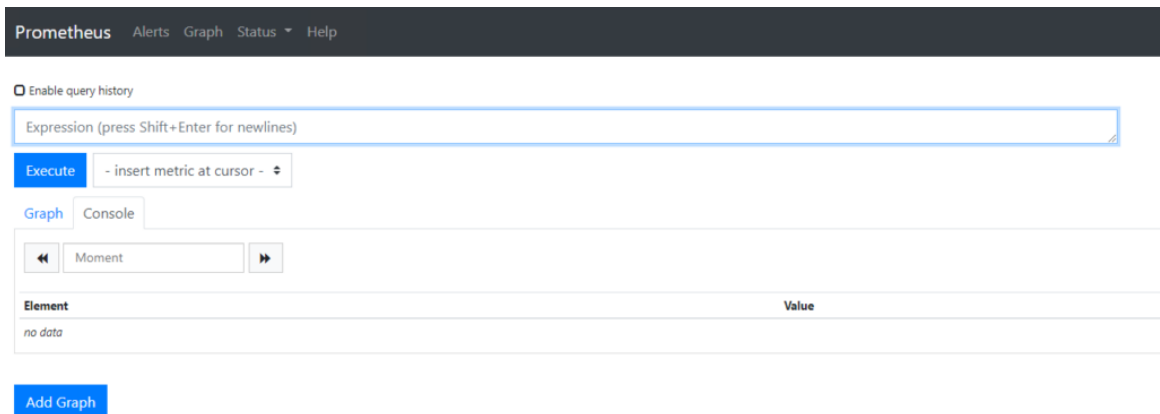 Prometheus Alerts Graph Status Help
Enable query history
Expression (press Shift+Enter for newlines)
Execute - insert metric at cursor -
Graph Console
Moment
Element Value
no data
Add Graph